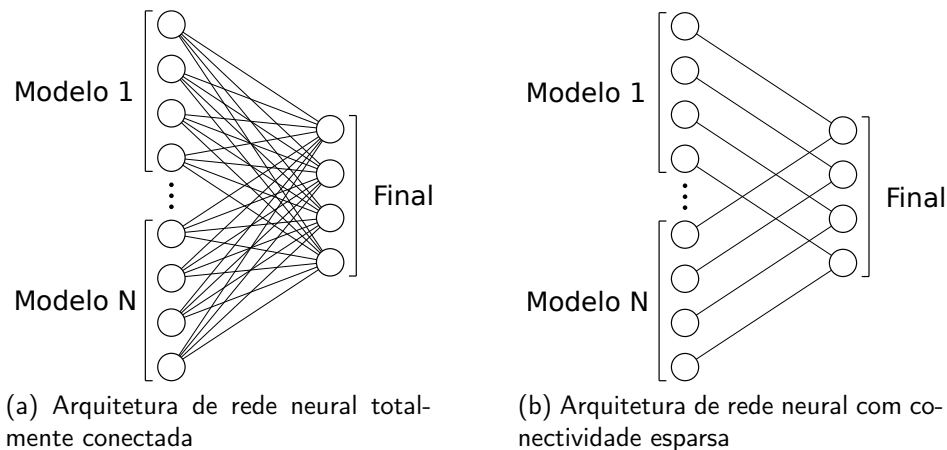 Modelo 1
Final
Modelo N
(a) Arquitetura de rede neural total-
mente conectada
Modelo 1
Final
Modelo N
(b) Arquitetura de rede neural com co-
nectividade esparsa